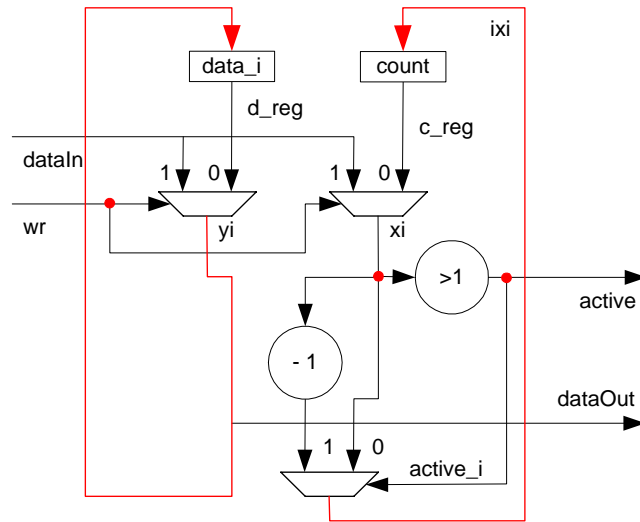 ixi
data_i
count
d_reg
c_reg
dataIn
1 0
1 0
wr
yi
xi
>1
active
- 1
dataOut
1 0
active_i